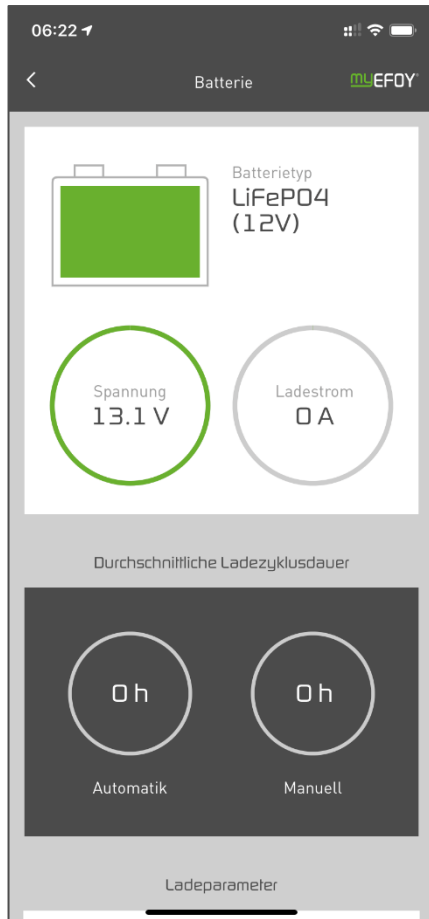 06:22
Batterie
myEFOY
Batterietyp
LiFePO4
(12V)
Spannung
13.1 V
Ladestrom
0 A
Durchschnittliche Ladezyklusdauer
0 h
0 h
Automatik
Manuell
Ladeparameter